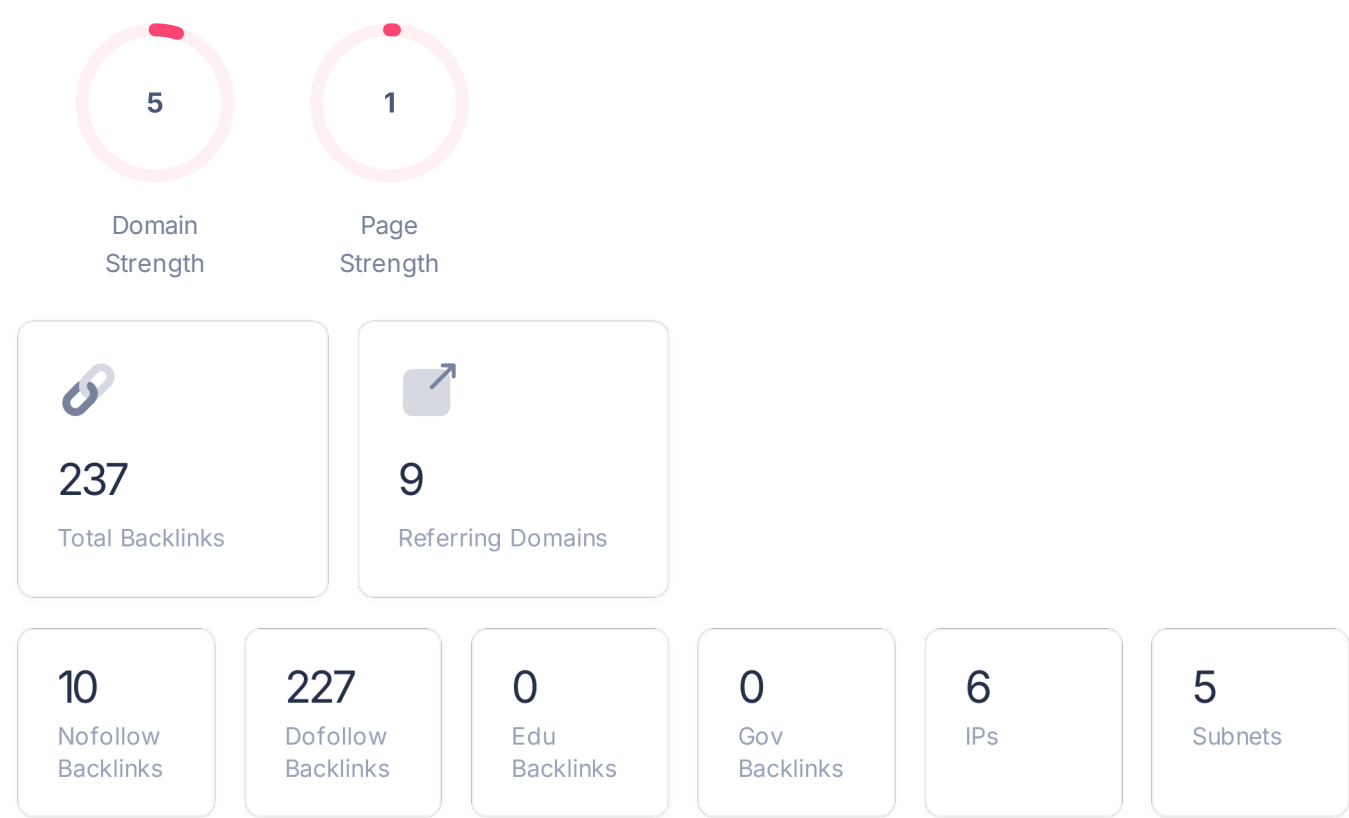 5
1
Domain
Strength
Page
Strength
237
Total Backlinks
9
Referring Domains
10
Nofollow
Backlinks
227
Dofollow
Backlinks
0
Edu
Backlinks
0
Gov
Backlinks
6
IPs
5
Subnets